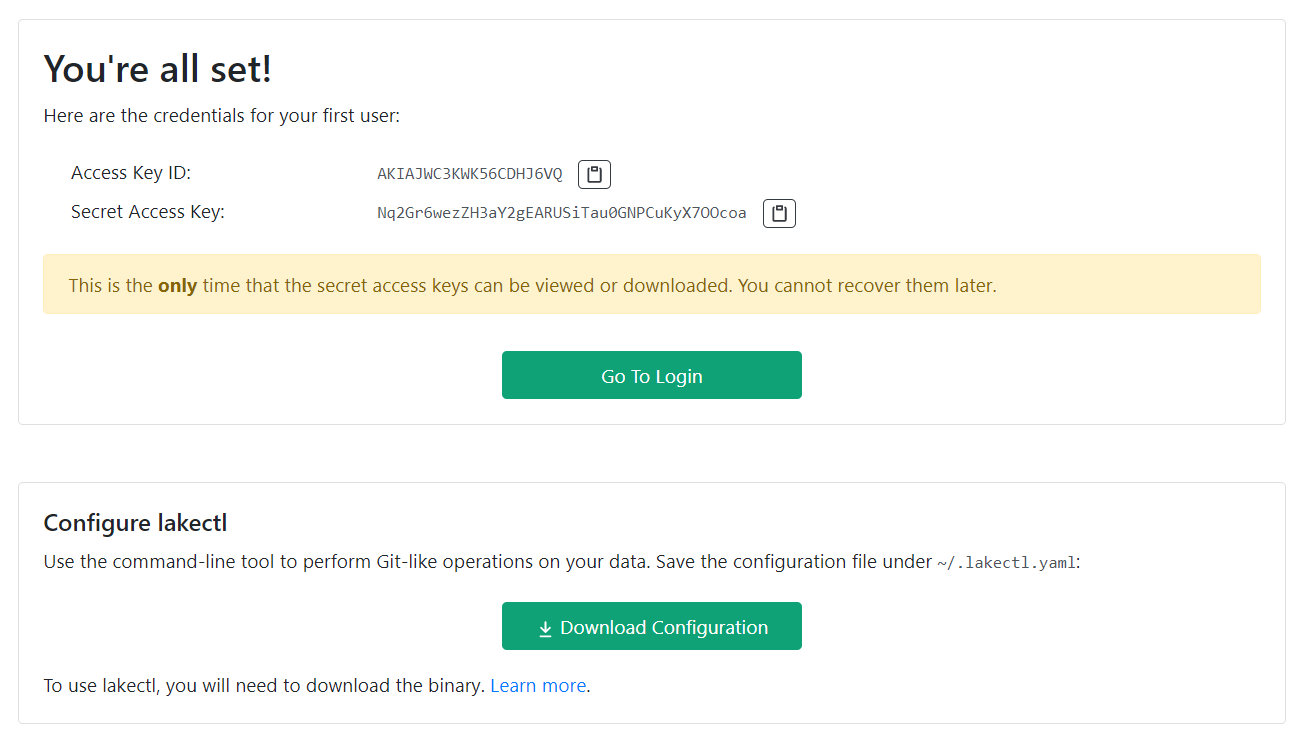 You're all set!
Here are the credentials for your first user:
Access Key ID: AKIAJWC3KWK56CDHJ6VQ
Secret Access Key: Nq2Gr6wezZH3aY2gEARUSiTau0GNPCuKyX7OOcoa
This is the only time that the secret access keys can be viewed or downloaded. You cannot recover them later.
Go To Login
Configure lakectl
Use the command-line tool to perform Git-like operations on your data. Save the configuration file under ~/.lakectl.yaml:
Download Configuration
To use lakectl, you will need to download the binary. Learn more.